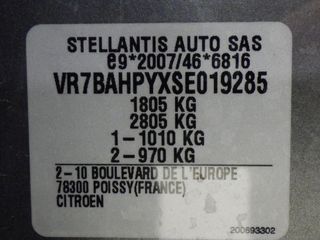 STELLANTIS AUTO SAS
e9*2007/46*6816
VR7BAHPYXSE019285
1805 KG
2805 KG
1-1010 KG
2-970 KG
2-10 BOULEVARD DE L'EUROPE
78300 POISSY(FRANCE)
CITROEN
200693302